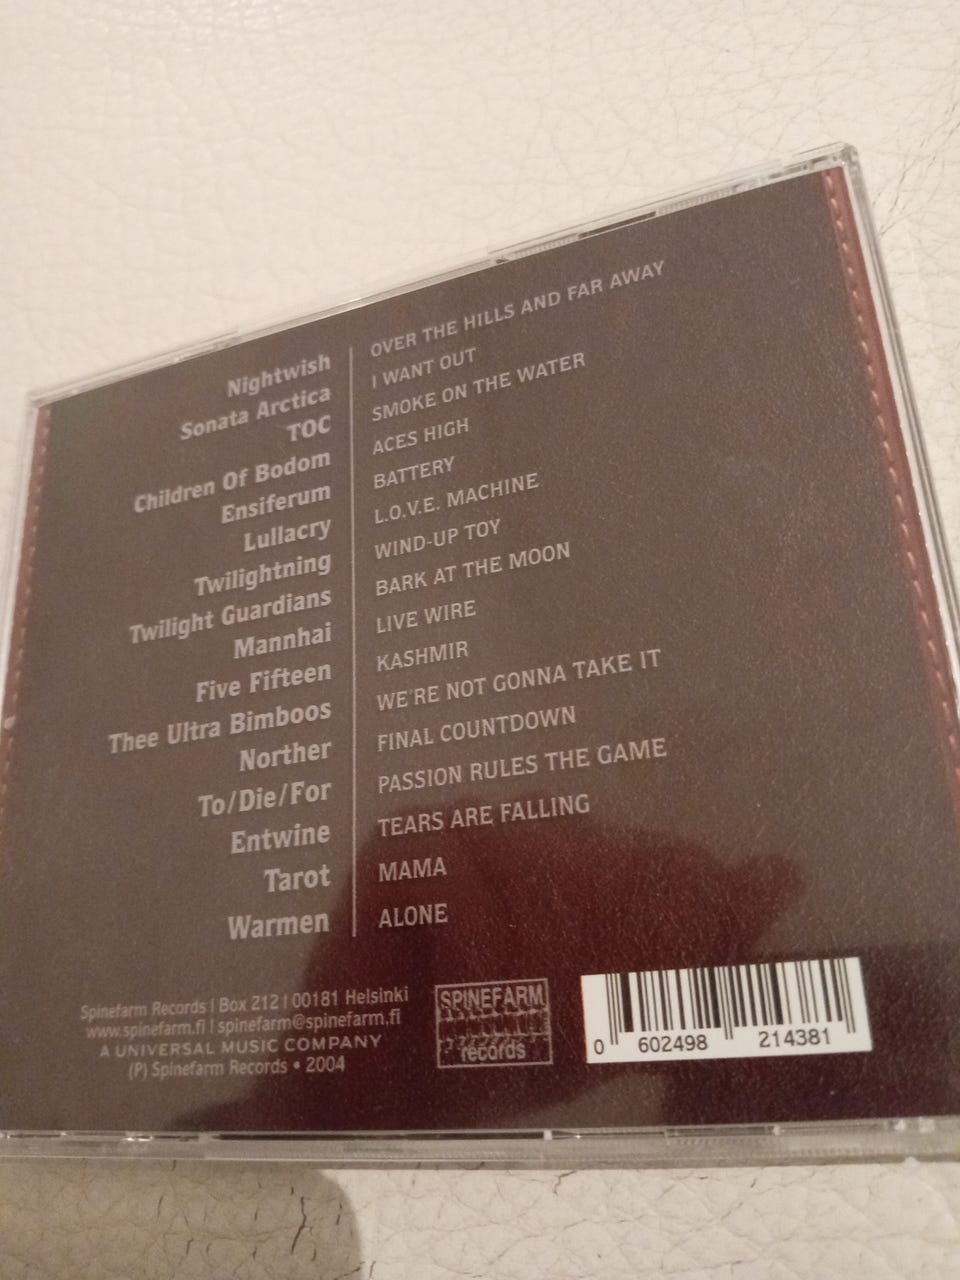 Nightwish OVER THE HILLS AND FAR AWAY
Sonata Arctica I WANT OUT
TOC SMOKE ON THE WATER
Children Of Bodom ACES HIGH
Ensiferum BATTERY
Lullacry L.O.V.E. MACHINE
Twilightning WIND-UP TOY
Twilight Guardians BARK AT THE MOON
Mannhai LIVE WIRE
Five Fifteen KASHMIR
Thee Ultra Bimboos WE'RE NOT GONNA TAKE IT
Norther FINAL COUNTDOWN
To/Die/For PASSION RULES THE GAME
Entwine TEARS ARE FALLING
Tarot MAMA
Warmen ALONE
Spinefarm Records | Box 212 | 00181 Helsinki
www.spinefarm.fi | spinefarm@spinefarm.fi
A UNIVERSAL MUSIC COMPANY
(P) Spinefarm Records • 2004
SPINEFARM
records
0 602498 214381